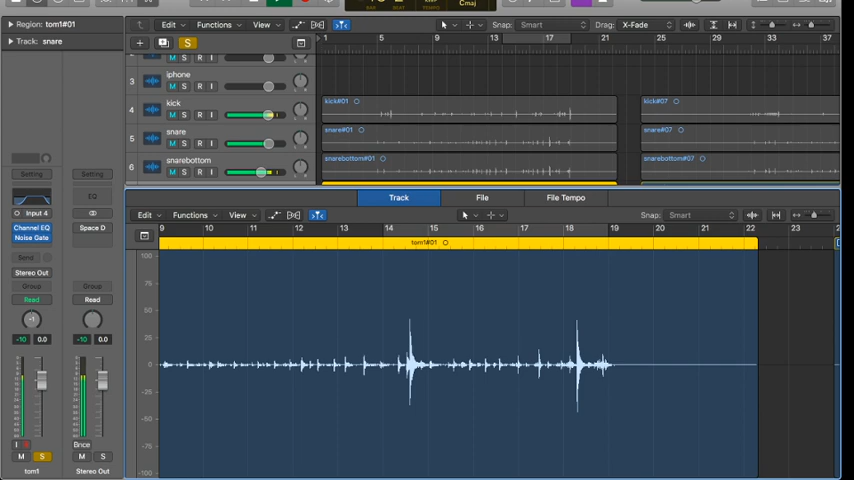 Cmaj
Region: tom1#01
Edit Functions View Snap: Smart Drag: X-Fade
Track: snare
S
1 5 9 13 17 21 25 29 33 37
M S R I
3 iphone
M S R I
4 kick
M S R I
kick#01 kick#07
5 snare
M S R I
snare#01 snare#07
6 snarebottom
M S R I
snarebottom#01 snarebottom#07
Track File File Tempo
Edit Functions View Snap: Smart
9 10 11 12 13 14 15 16 17 18 19 20 21 22 23
tom1#01
100
75
50
25
0
-25
-50
-75
-100
Setting Setting
EQ
Input 4
Channel EQ Space D
Noise Gate
Send
Stereo Out
Group Group
Read Read
-1
-10 0.0 -10 0.0
I Bnce
M S M S
tom1 Stereo Out